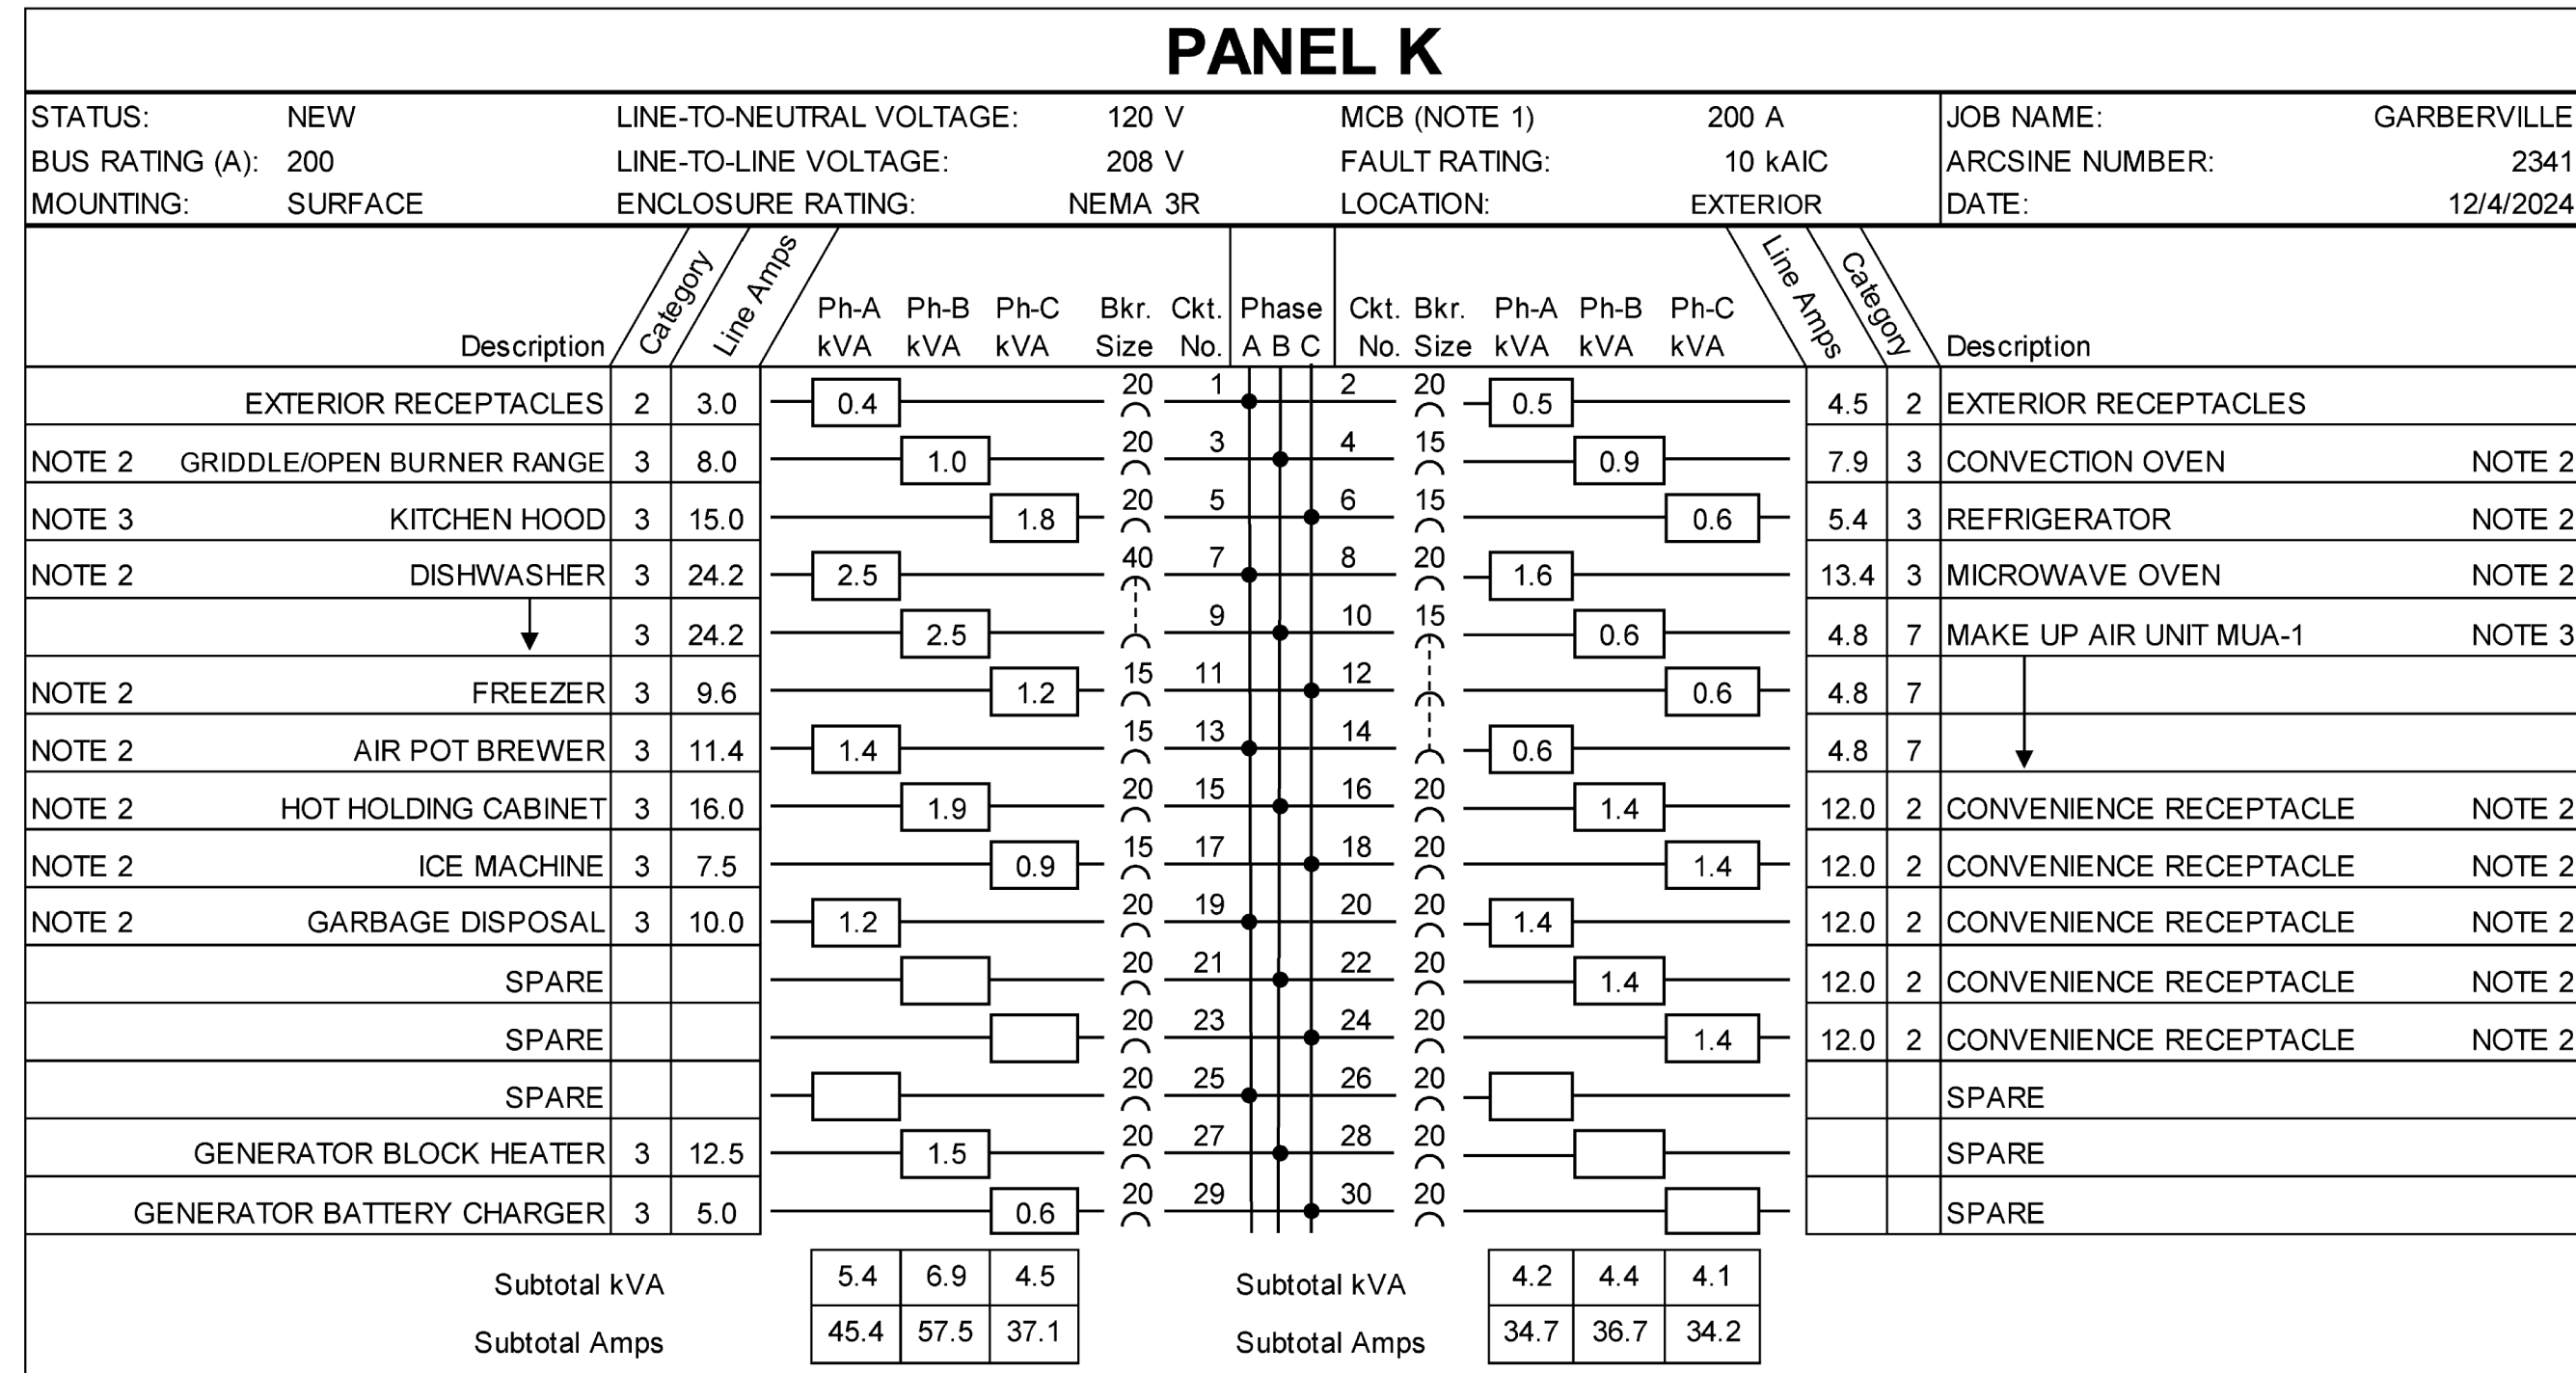 PANEL K
STATUS: NEW LINE-TO-NEUTRAL VOLTAGE: 120 V MCB (NOTE 1) 200 A JOB NAME: GARBERVILLE
BUS RATING (A): 200 LINE-TO-LINE VOLTAGE: 208 V FAULT RATING: 10 kAIC ARCSINE NUMBER: 2341
MOUNTING: SURFACE ENCLOSURE RATING: NEMA 3R LOCATION: EXTERIOR DATE: 12/4/2024
Category Line Amps Line Amps Category
Ph-A Ph-B Ph-C Bkr. Ckt. Phase Ckt. Bkr. Ph-A Ph-B Ph-C
Description kVA kVA kVA Size No. A B C No. Size kVA kVA kVA Description
EXTERIOR RECEPTACLES 2 3.0 0.4 20 1 2 20 0.5 4.5 2 EXTERIOR RECEPTACLES
NOTE 2 GRIDDLE/OPEN BURNER RANGE 3 8.0 1.0 20 3 4 15 0.9 7.9 3 CONVECTION OVEN NOTE 2
NOTE 3 KITCHEN HOOD 3 15.0 1.8 20 5 6 15 0.6 5.4 3 REFRIGERATOR NOTE 2
NOTE 2 DISHWASHER 3 24.2 2.5 40 7 8 20 1.6 13.4 3 MICROWAVE OVEN NOTE 2
3 24.2 2.5 9 10 15 0.6 4.8 7 MAKE UP AIR UNIT MUA-1 NOTE 3
NOTE 2 FREEZER 3 9.6 1.2 15 11 12 0.6 4.8 7
NOTE 2 AIR POT BREWER 3 11.4 1.4 15 13 14 0.6 4.8 7
NOTE 2 HOT HOLDING CABINET 3 16.0 1.9 20 15 16 20 1.4 12.0 2 CONVENIENCE RECEPTACLE NOTE 2
NOTE 2 ICE MACHINE 3 7.5 0.9 15 17 18 20 1.4 12.0 2 CONVENIENCE RECEPTACLE NOTE 2
NOTE 2 GARBAGE DISPOSAL 3 10.0 1.2 20 19 20 20 1.4 12.0 2 CONVENIENCE RECEPTACLE NOTE 2
SPARE 20 21 22 20 1.4 12.0 2 CONVENIENCE RECEPTACLE NOTE 2
SPARE 20 23 24 20 1.4 12.0 2 CONVENIENCE RECEPTACLE NOTE 2
SPARE 20 25 26 20 SPARE
GENERATOR BLOCK HEATER 3 12.5 1.5 20 27 28 20 SPARE
GENERATOR BATTERY CHARGER 3 5.0 0.6 20 29 30 20 SPARE
Subtotal kVA 5.4 6.9 4.5 Subtotal kVA 4.2 4.4 4.1
Subtotal Amps 45.4 57.5 37.1 Subtotal Amps 34.7 36.7 34.2